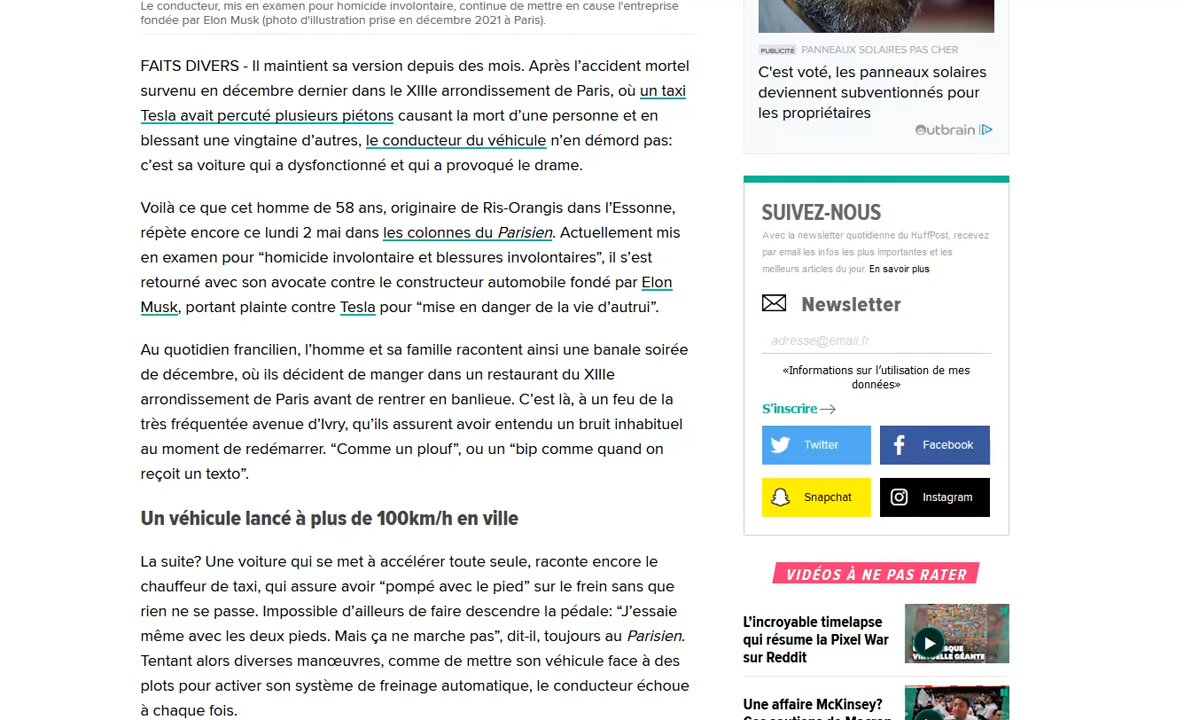 Le conducteur, mis en examen pour homicide involontaire, continue de mettre en cause l'entreprise
fondée par Elon Musk (photo d'illustration prise en décembre 2021 à Paris).
FAITS DIVERS - Il maintient sa version depuis des mois. Après l’accident mortel
survenu en décembre dernier dans le XIIIe arrondissement de Paris, où un taxi
Tesla avait percuté plusieurs piétons causant la mort d’une personne et en
blessant une vingtaine d’autres, le conducteur du véhicule n’en démord pas:
c’est sa voiture qui a dysfonctionné et qui a provoqué le drame.
Voilà ce que cet homme de 58 ans, originaire de Ris-Orangis dans l’Essonne,
répète encore ce lundi 2 mai dans les colonnes du Parisien. Actuellement mis
en examen pour “homicide involontaire et blessures involontaires”, il s’est
retourné avec son avocate contre le constructeur automobile fondé par Elon
Musk, portant plainte contre Tesla pour “mise en danger de la vie d’autrui”.
Au quotidien francilien, l’homme et sa famille racontent ainsi une banale soirée
de décembre, où ils décident de manger dans un restaurant du XIIIe
arrondissement de Paris avant de rentrer en banlieue. C’est là, à un feu de la
très fréquentée avenue d’Ivry, qu’ils assurent avoir entendu un bruit inhabituel
au moment de redémarrer. “Comme un plouf”, ou un “bip comme quand on
reçoit un texto”.
Un véhicule lancé à plus de 100km/h en ville
La suite? Une voiture qui se met à accélérer toute seule, raconte encore le
chauffeur de taxi, qui assure avoir “pompé avec le pied” sur le frein sans que
rien ne se passe. Impossible d’ailleurs de faire descendre la pédale: “J’essaie
même avec les deux pieds. Mais ça ne marche pas”, dit-il, toujours au Parisien.
Tentant alors diverses manœuvres, comme de mettre son véhicule face à des
plots pour activer son système de freinage automatique, le conducteur échoue
à chaque fois.
PUBLICITÉ PANNEAUX SOLAIRES PAS CHER
C'est voté, les panneaux solaires
deviennent subventionnés pour
les propriétaires
Outbrain
SUIVEZ-NOUS
Avec la newsletter quotidienne du HuffPost, recevez
par email les infos les plus importantes et les
meilleurs articles du jour. En savoir plus
Newsletter
adresse@email.fr
«Informations sur l’utilisation de mes
données»
S'inscrire
Twitter
Facebook
Snapchat
Instagram
VIDÉOS À NE PAS RATER
L’incroyable timelapse
qui résume la Pixel War
sur Reddit
VIRTUELLE GÉANTE
Une affaire McKinsey?